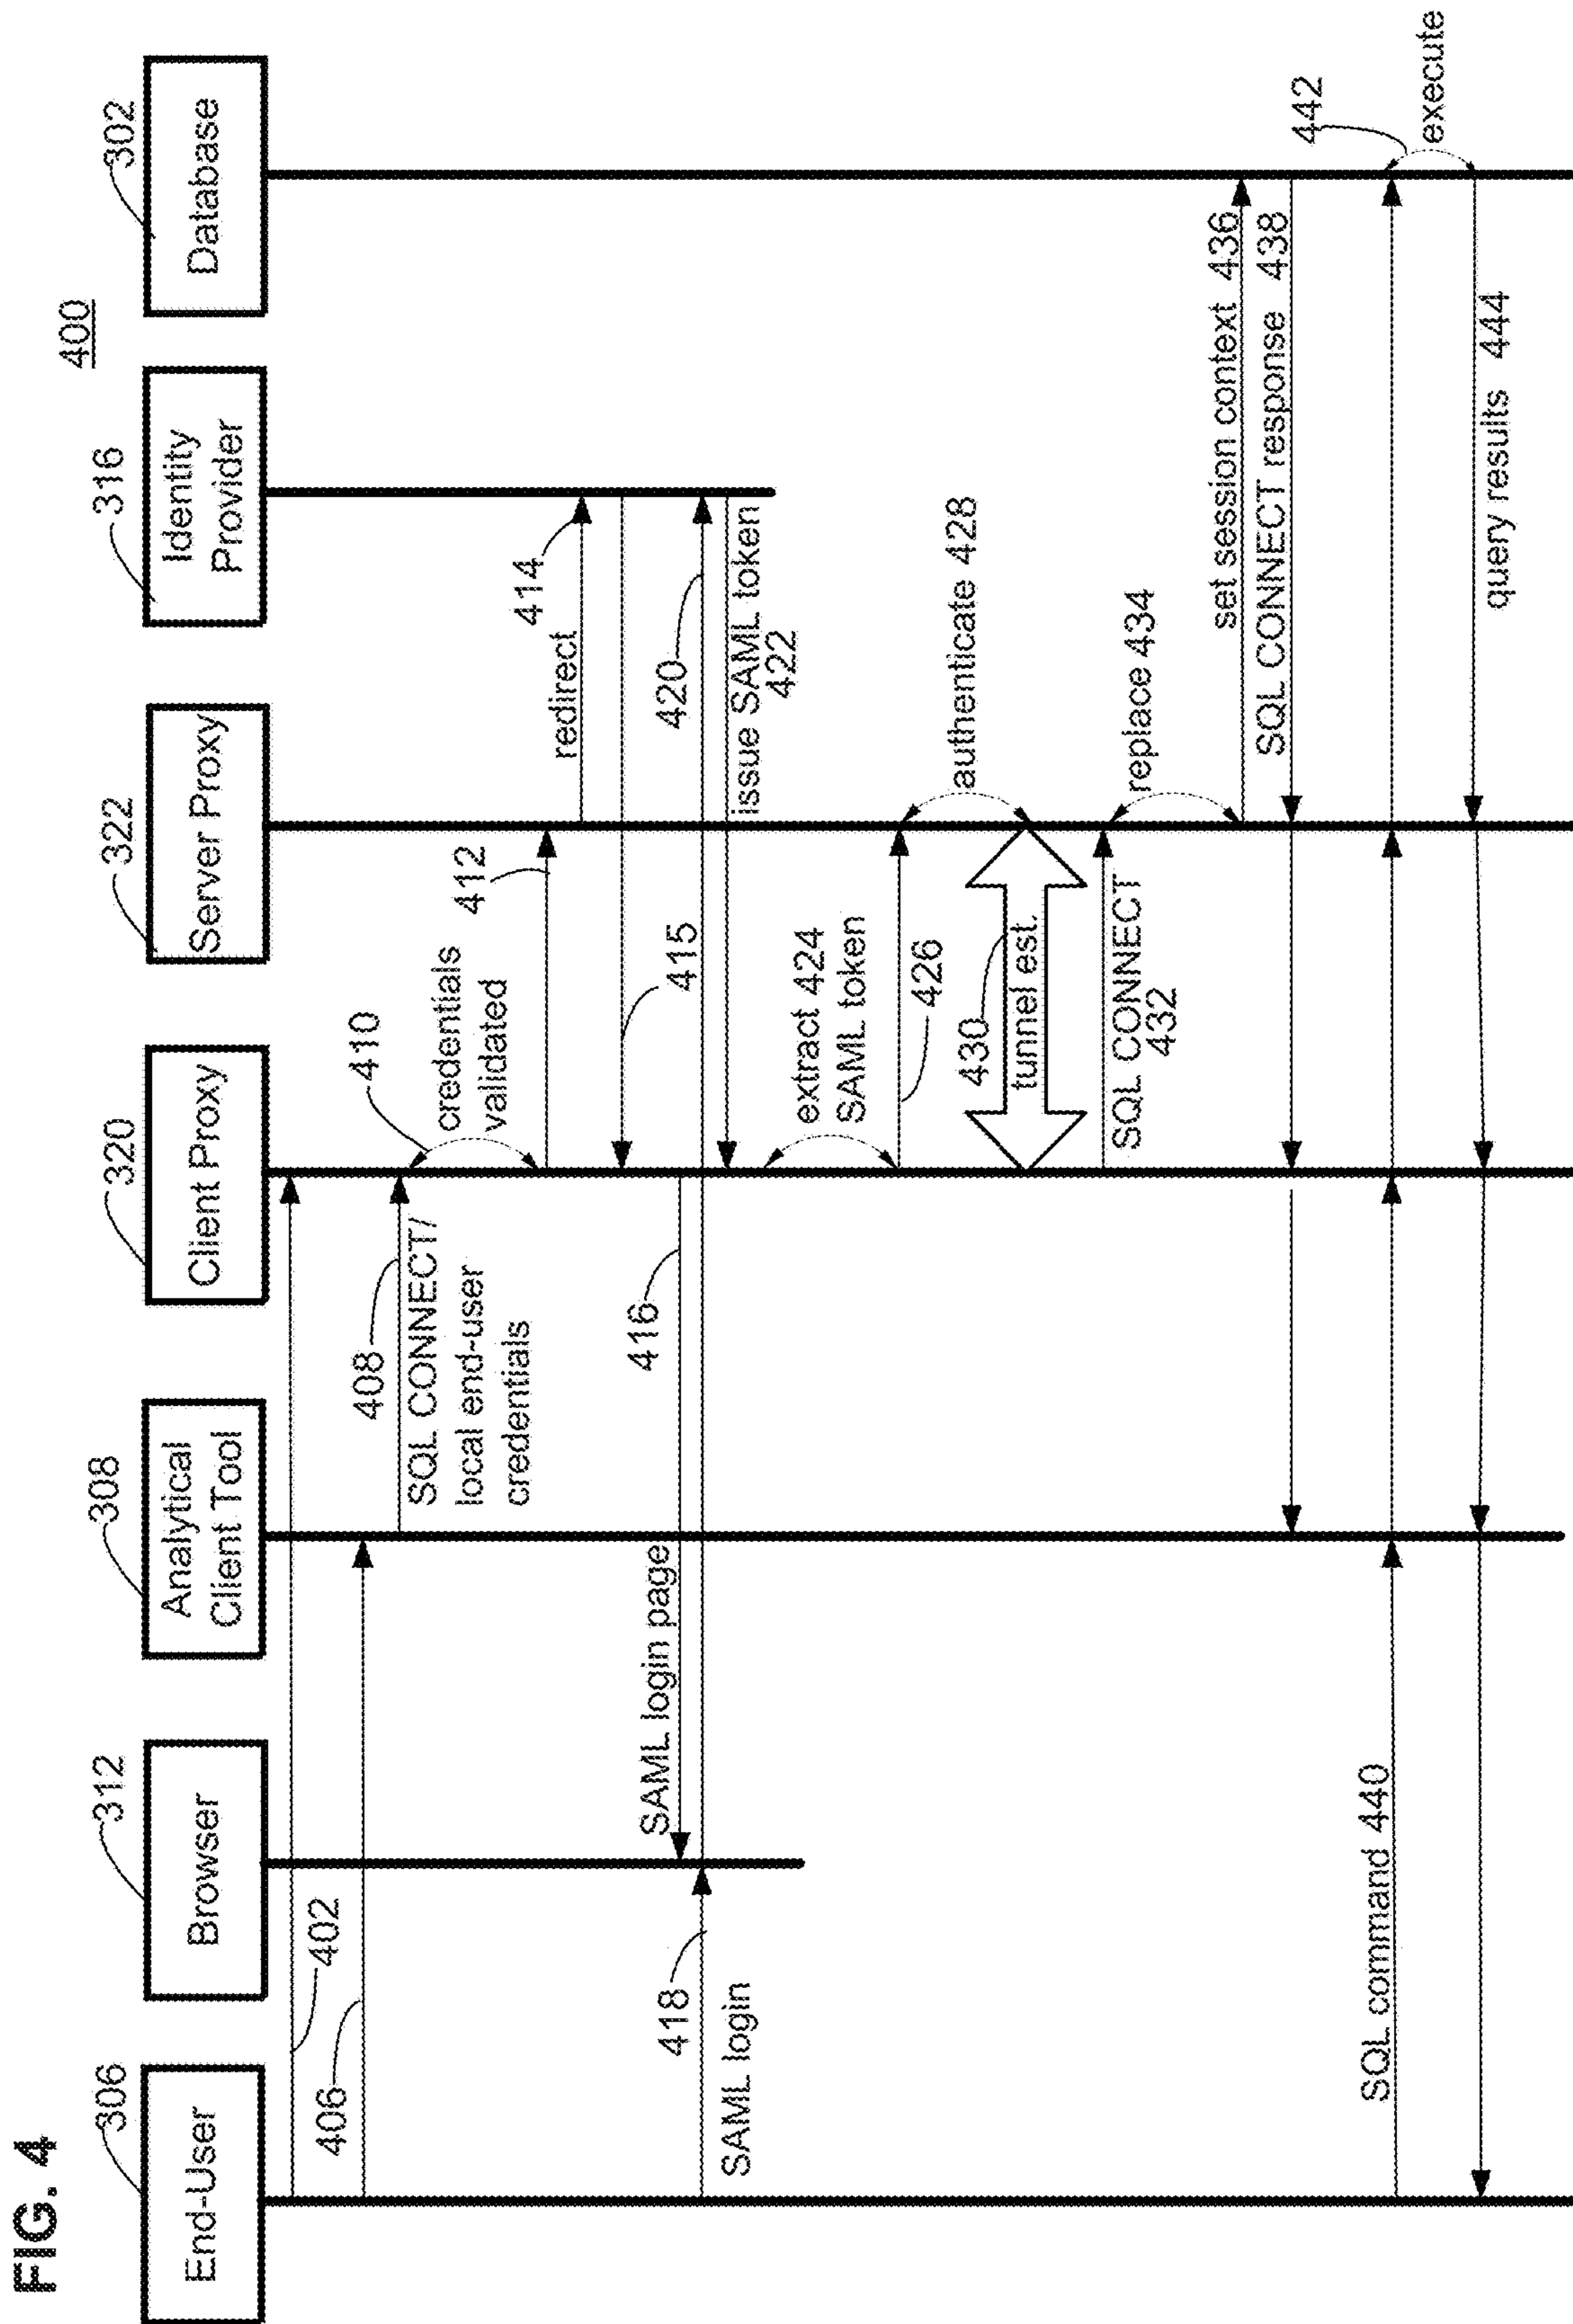 FIG. 4
400
306
End-User
312
Browser
308
Analytical
Client Tool
320
Client Proxy
322
Server Proxy
316
Identity
Provider
302
Database
402
406
408
SQL CONNECT/
local end-user
credentials
410
credentials
validated
412
414
redirect
415
416
SAML login page
418
SAML login
420
issue SAML token
422
extract 424
SAML token
426
authenticate 428
430
tunnel est.
SQL CONNECT
432
replace 434
set session context 436
SQL CONNECT response 438
SQL command 440
442
execute
query results 444